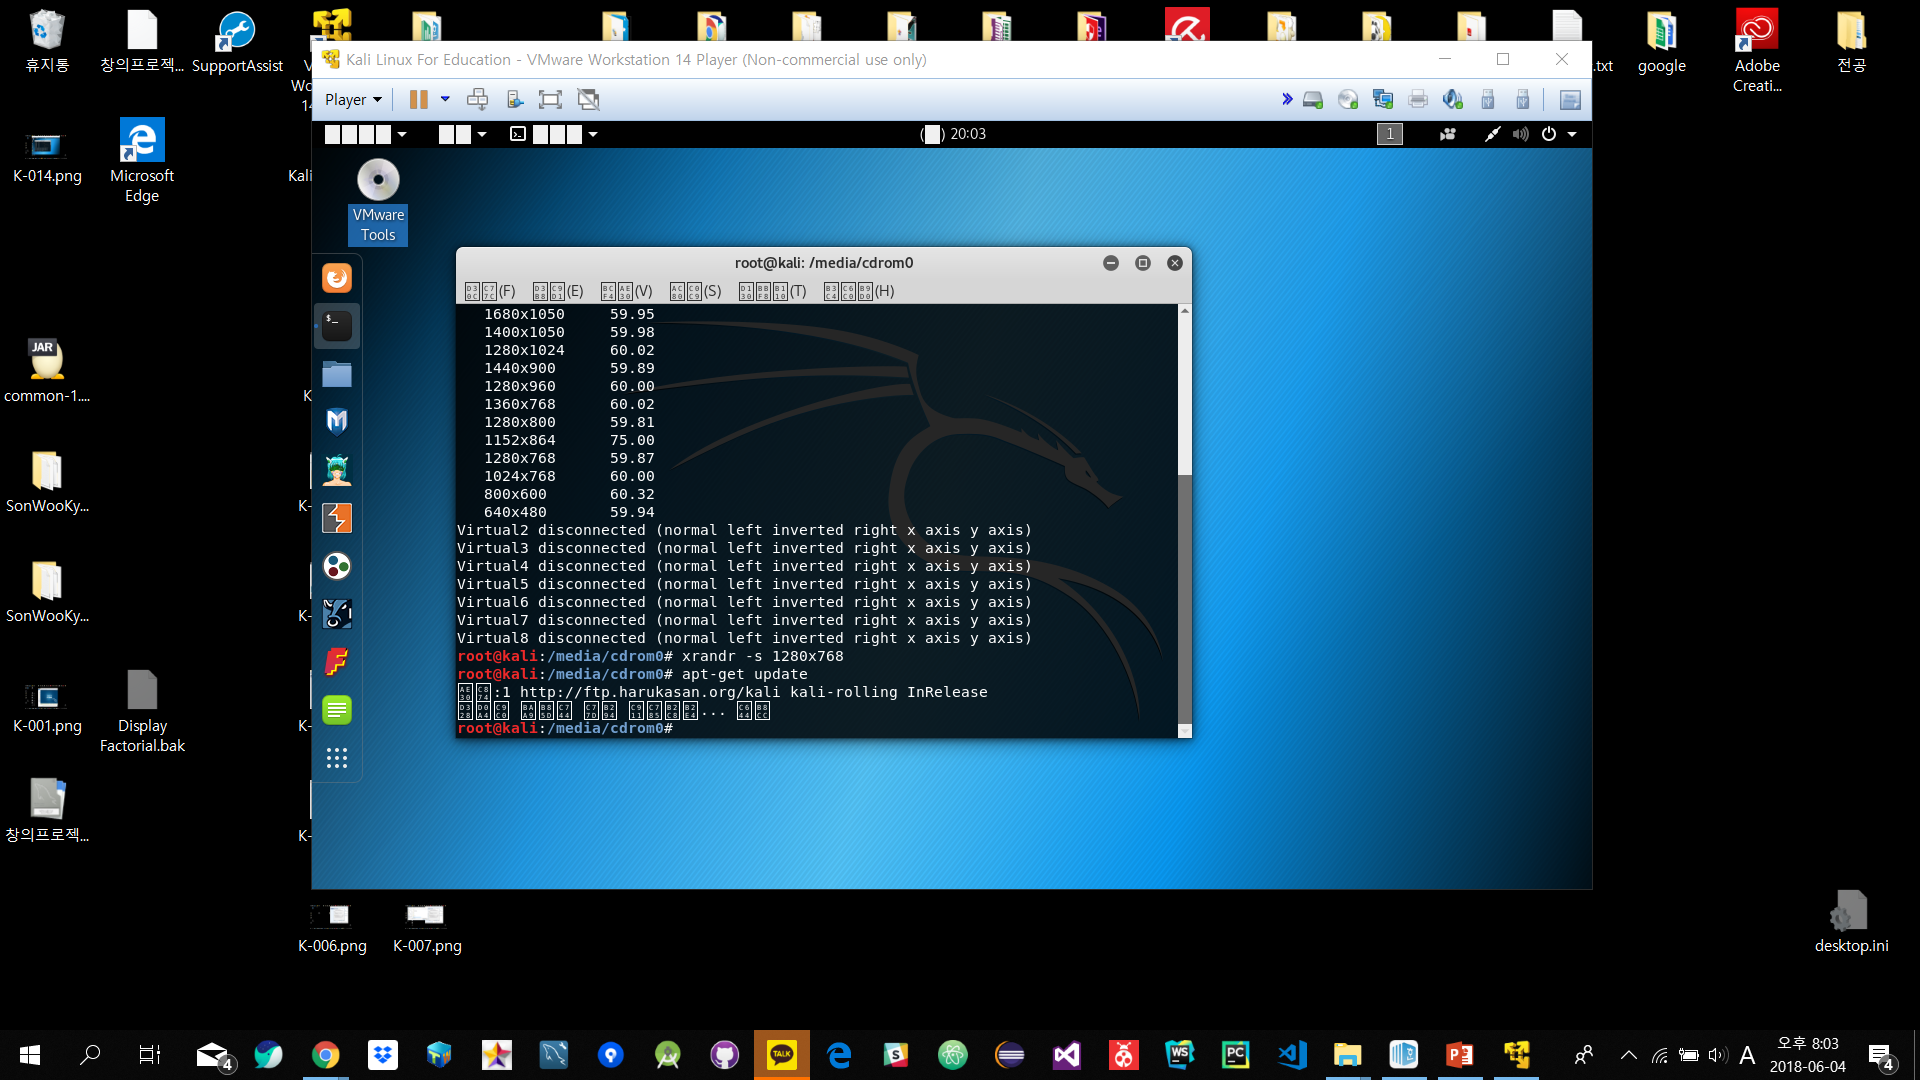 휴지통
창의프로젝...
SupportAssist
.txt
google
Adobe
Creati...
전공
Kali Linux For Education - VMware Workstation 14 Player (Non-commercial use only)
Player
20:03
1
K-014.png
Microsoft
Edge
Kali
VMware
Tools
root@kali: /media/cdrom0
(F) (E) (V) (S) (T) (H)
1680x1050 59.95
1400x1050 59.98
1280x1024 60.02
1440x900 59.89
1280x960 60.00
1360x768 60.02
1280x800 59.81
1152x864 75.00
1280x768 59.87
1024x768 60.00
800x600 60.32
640x480 59.94
Virtual2 disconnected (normal left inverted right x axis y axis)
Virtual3 disconnected (normal left inverted right x axis y axis)
Virtual4 disconnected (normal left inverted right x axis y axis)
Virtual5 disconnected (normal left inverted right x axis y axis)
Virtual6 disconnected (normal left inverted right x axis y axis)
Virtual7 disconnected (normal left inverted right x axis y axis)
Virtual8 disconnected (normal left inverted right x axis y axis)
root@kali:/media/cdrom0# xrandr -s 1280x768
root@kali:/media/cdrom0# apt-get update
:1 http://ftp.harukasan.org/kali kali-rolling InRelease
...
root@kali:/media/cdrom0#
JAR
common-1....
SonWooKy...
SonWooKy...
K-001.png
Display
Factorial.bak
창의프로젝...
K-006.png
K-007.png
desktop.ini
4
TALK
WS
PC
A
오후 8:03
2018-06-04
4